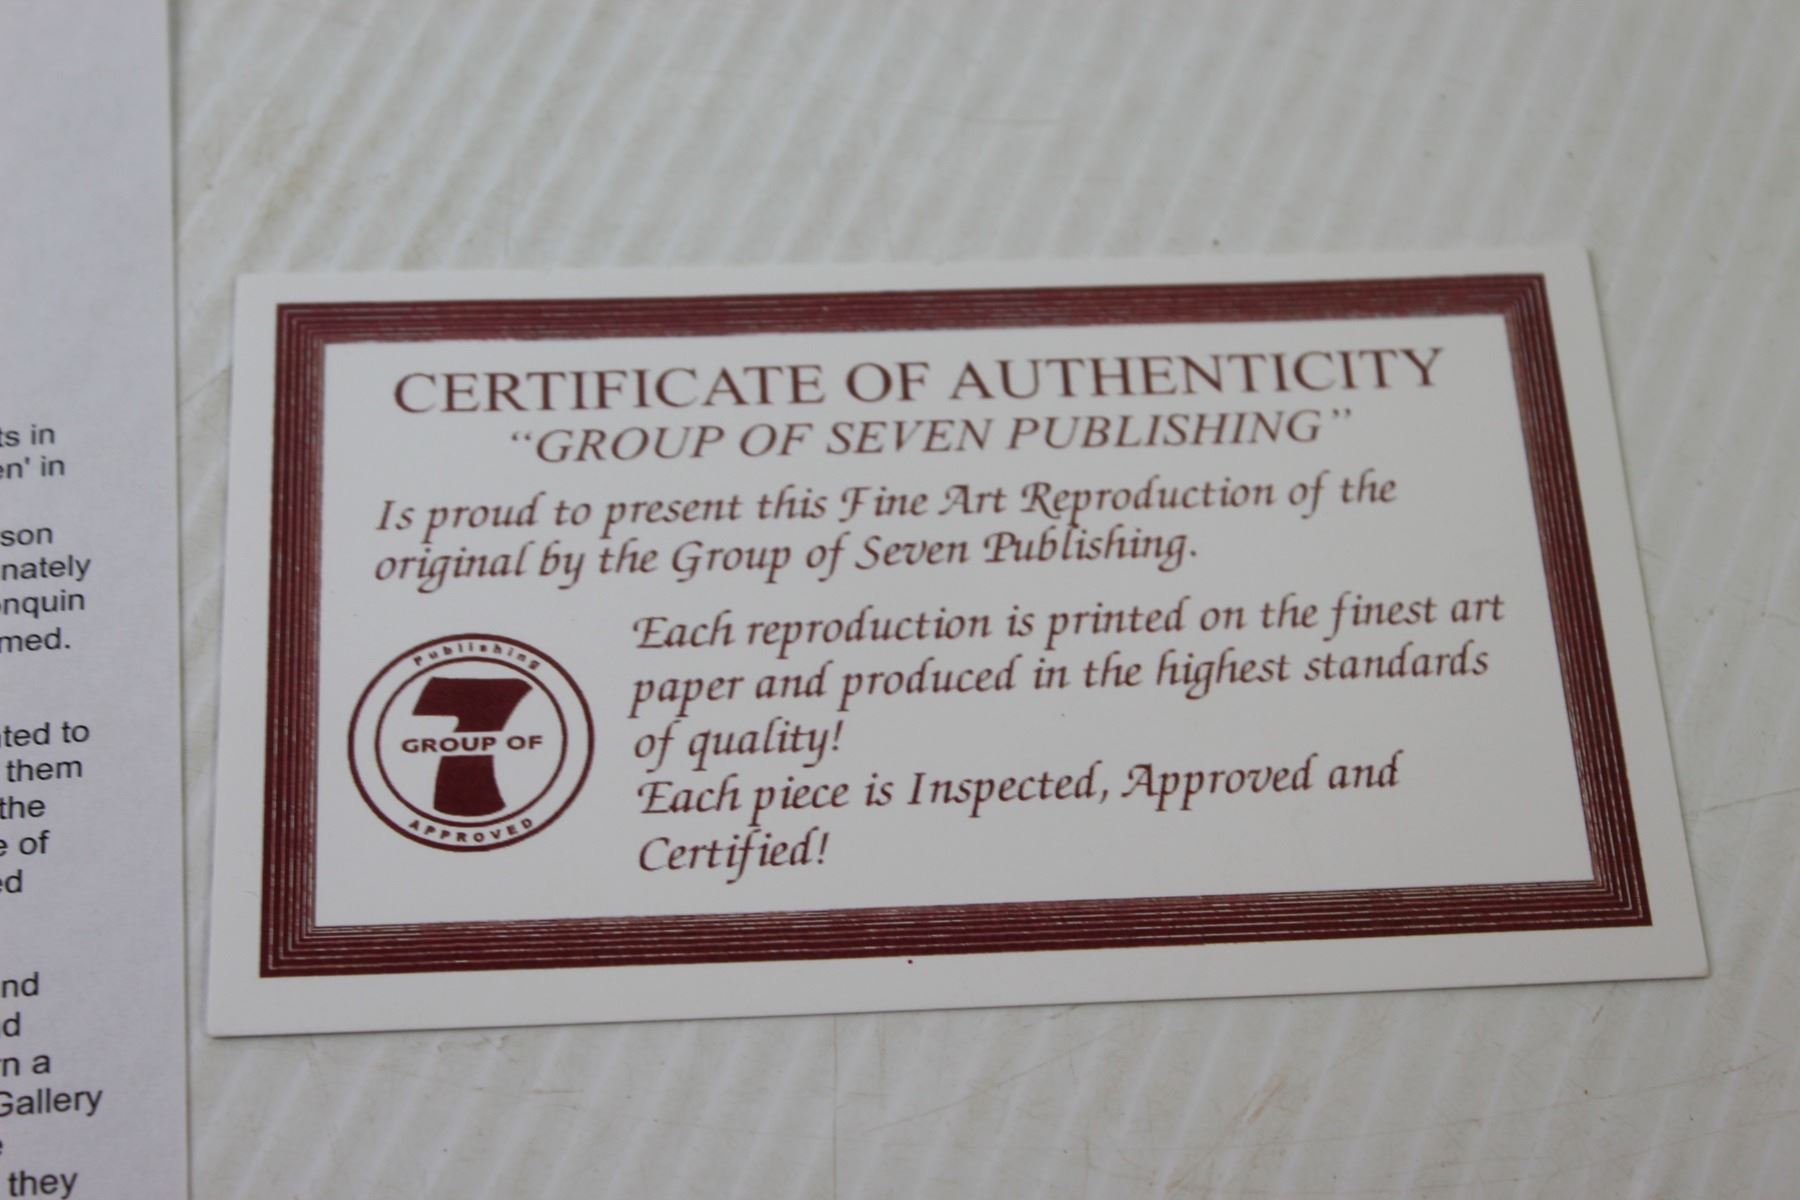 ts in
en' in
son
nately
onquin
med.
ted to
them
the
e of
ed
nd
d
n a
Gallery
e
they
CERTIFICATE OF AUTHENTICITY
“GROUP OF SEVEN PUBLISHING”
Is proud to present this Fine Art Reproduction of the
original by the Group of Seven Publishing.
Each reproduction is printed on the finest art
paper and produced in the highest standards
of quality!
Each piece is Inspected, Approved and
Certified!
Publishing
7
GROUP OF
APPROVED